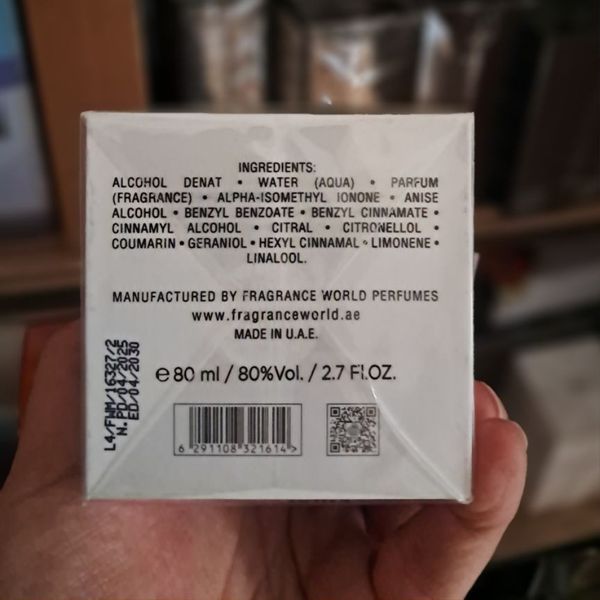 INGREDIENTS:
ALCOHOL DENAT • WATER (AQUA) • PARFUM
(FRAGRANCE) • ALPHA-ISOMETHYL IONONE • ANISE
ALCOHOL • BENZYL BENZOATE • BENZYL CINNAMATE •
CINNAMYL ALCOHOL • CITRAL • CITRONELLOL •
COUMARIN • GERANIOL • HEXYL CINNAMAL • LIMONENE •
LINALOOL.
MANUFACTURED BY FRAGRANCE WORLD PERFUMES
www.fragranceworld.ae
MADE IN U.A.E.
e 80 ml / 80%Vol. / 2.7 Fl.OZ.
L4/FNM/16327/2
N. PD/04/2025
ED/04/2030
6 291108 321614 >